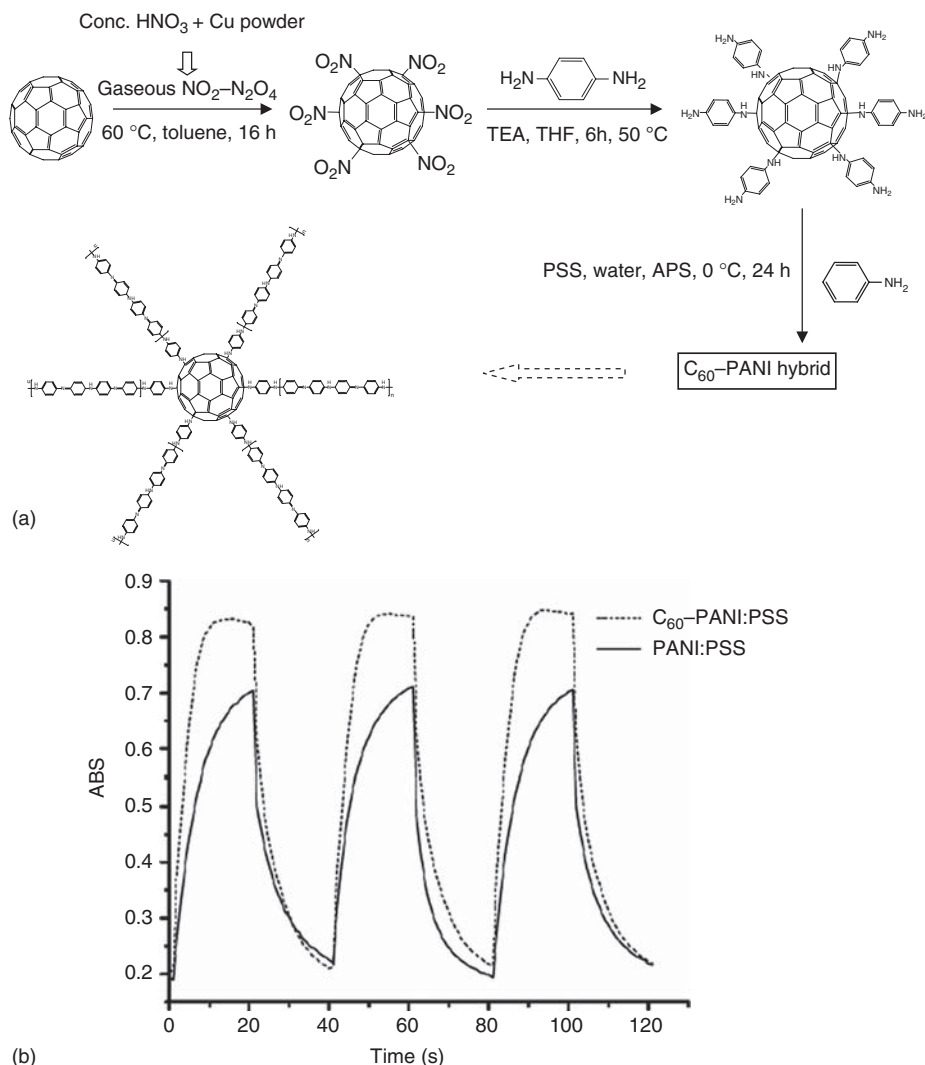 Conc. HNO₃ + Cu powder
Gaseous NO₂–N₂O₄
60 °C, toluene, 16 h
NO₂
NO₂
O₂N
NO₂
O₂N
NO₂
H₂N
NH₂
TEA, THF, 6h, 50 °C
H₂N
NH₂
HN
HN
H₂N
H
N
H
N
NH₂
NH
HN
H₂N
NH₂
PSS, water, APS, 0 °C, 24 h
NH₂
C₆₀–PANI hybrid
(a)
0.9
0.8
0.7
0.6
0.5
0.4
0.3
0.2
ABS
C₆₀–PANI:PSS
PANI:PSS
0
20
40
60
80
100
120
Time (s)
(b)